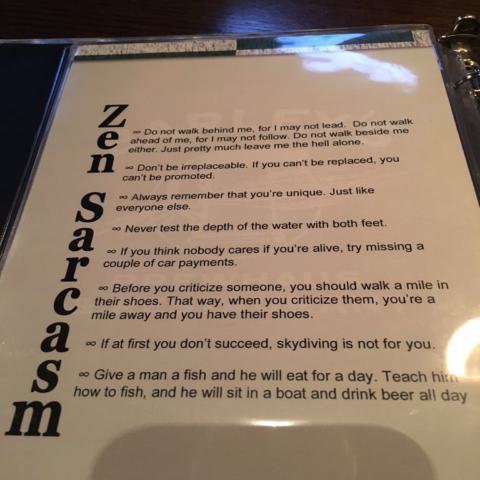 Zen Sarcasm
∞ Do not walk behind me, for I may not lead. Do not walk
ahead of me, for I may not follow. Do not walk beside me
either. Just pretty much leave me the hell alone.
∞ Don't be irreplaceable. If you can't be replaced, you
can't be promoted.
∞ Always remember that you're unique. Just like
everyone else.
∞ Never test the depth of the water with both feet.
∞ If you think nobody cares if you're alive, try missing a
couple of car payments.
∞ Before you criticize someone, you should walk a mile in
their shoes. That way, when you criticize them, you're a
mile away and you have their shoes.
∞ If at first you don't succeed, skydiving is not for you.
∞ Give a man a fish and he will eat for a day. Teach him
how to fish, and he will sit in a boat and drink beer all day